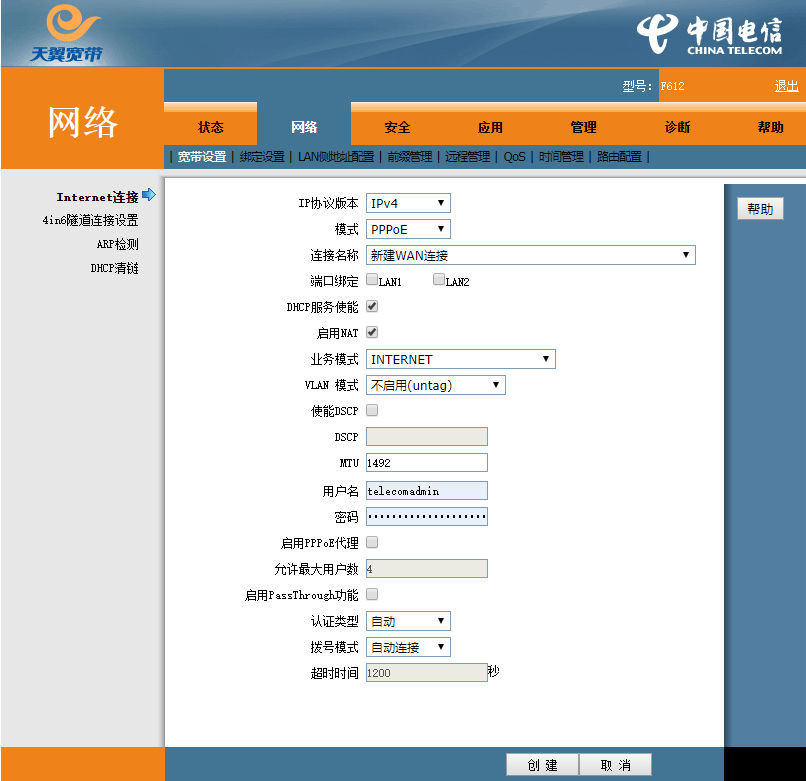 天翼宽带
中国电信
CHINA TELECOM
型号： F612 退出
网络
状态 网络 安全 应用 管理 诊断 帮助
| 宽带设置 | 绑定设置 | LAN侧地址配置 | 前缀管理 | 远程管理 | QoS | 时间管理 | 路由配置 |
Internet连接
4in6隧道连接设置
ARP检测
DHCP清链
帮助
IP协议版本 IPv4
模式 PPPoE
连接名称 新建WAN连接
端口绑定 LAN1 LAN2
DHCP服务使能
启用NAT
业务模式 INTERNET
VLAN 模式 不启用(untag)
使能DSCP
DSCP
MTU 1492
用户名 telecomadmin
密码 ••••••••••••••••••••
启用PPPoE代理
允许最大用户数 4
启用PassThrough功能
认证类型 自动
拨号模式 自动连接
超时时间 1200 秒
创 建 取 消